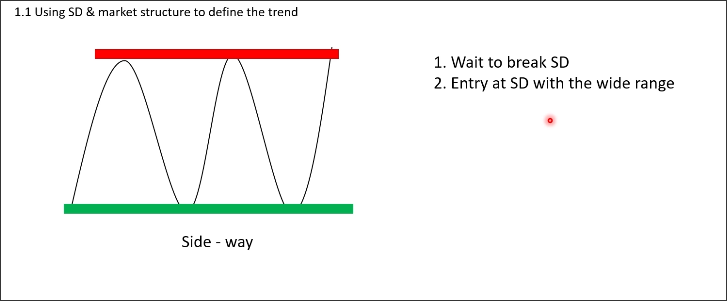 1.1 Using SD & market structure to define the trend
1. Wait to break SD
2. Entry at SD with the wide range
Side - way